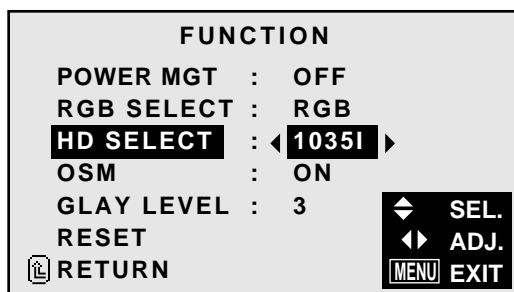 FUNCTION
POWER MGT : OFF
RGB SELECT : RGB
HD SELECT : 1035I
OSM : ON
GLAY LEVEL : 3
RESET
RETURN
SEL.
ADJ.
MENU EXIT